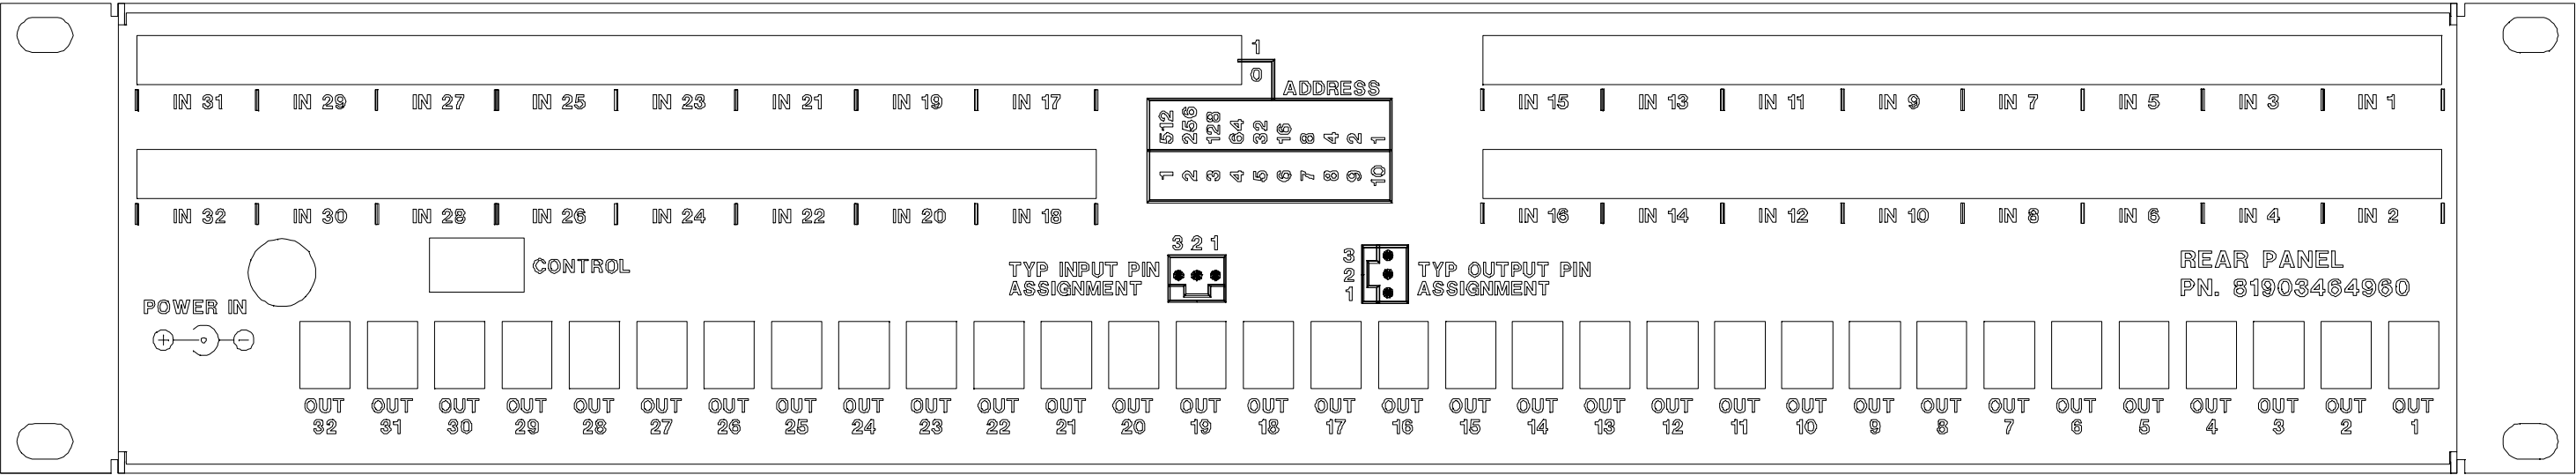 1
0
ADDRESS
IN 31 IN 29 IN 27 IN 25 IN 23 IN 21 IN 19 IN 17 IN 15 IN 13 IN 11 IN 9 IN 7 IN 5 IN 3 IN 1
512 256 128 64 32 16 8 4 2 1
1 2 3 4 5 6 7 8 9 10
IN 32 IN 30 IN 28 IN 26 IN 24 IN 22 IN 20 IN 18 IN 16 IN 14 IN 12 IN 10 IN 8 IN 6 IN 4 IN 2
CONTROL
3 2 1
TYP INPUT PIN
ASSIGNMENT
3
2
1
TYP OUTPUT PIN
ASSIGNMENT
REAR PANEL
PN. 81903464960
POWER IN
+ −
OUT OUT OUT OUT OUT OUT OUT OUT OUT OUT OUT OUT OUT OUT OUT OUT OUT OUT OUT OUT OUT OUT OUT OUT OUT OUT OUT OUT OUT OUT OUT OUT
32 31 30 29 28 27 26 25 24 23 22 21 20 19 18 17 16 15 14 13 12 11 10 9 8 7 6 5 4 3 2 1